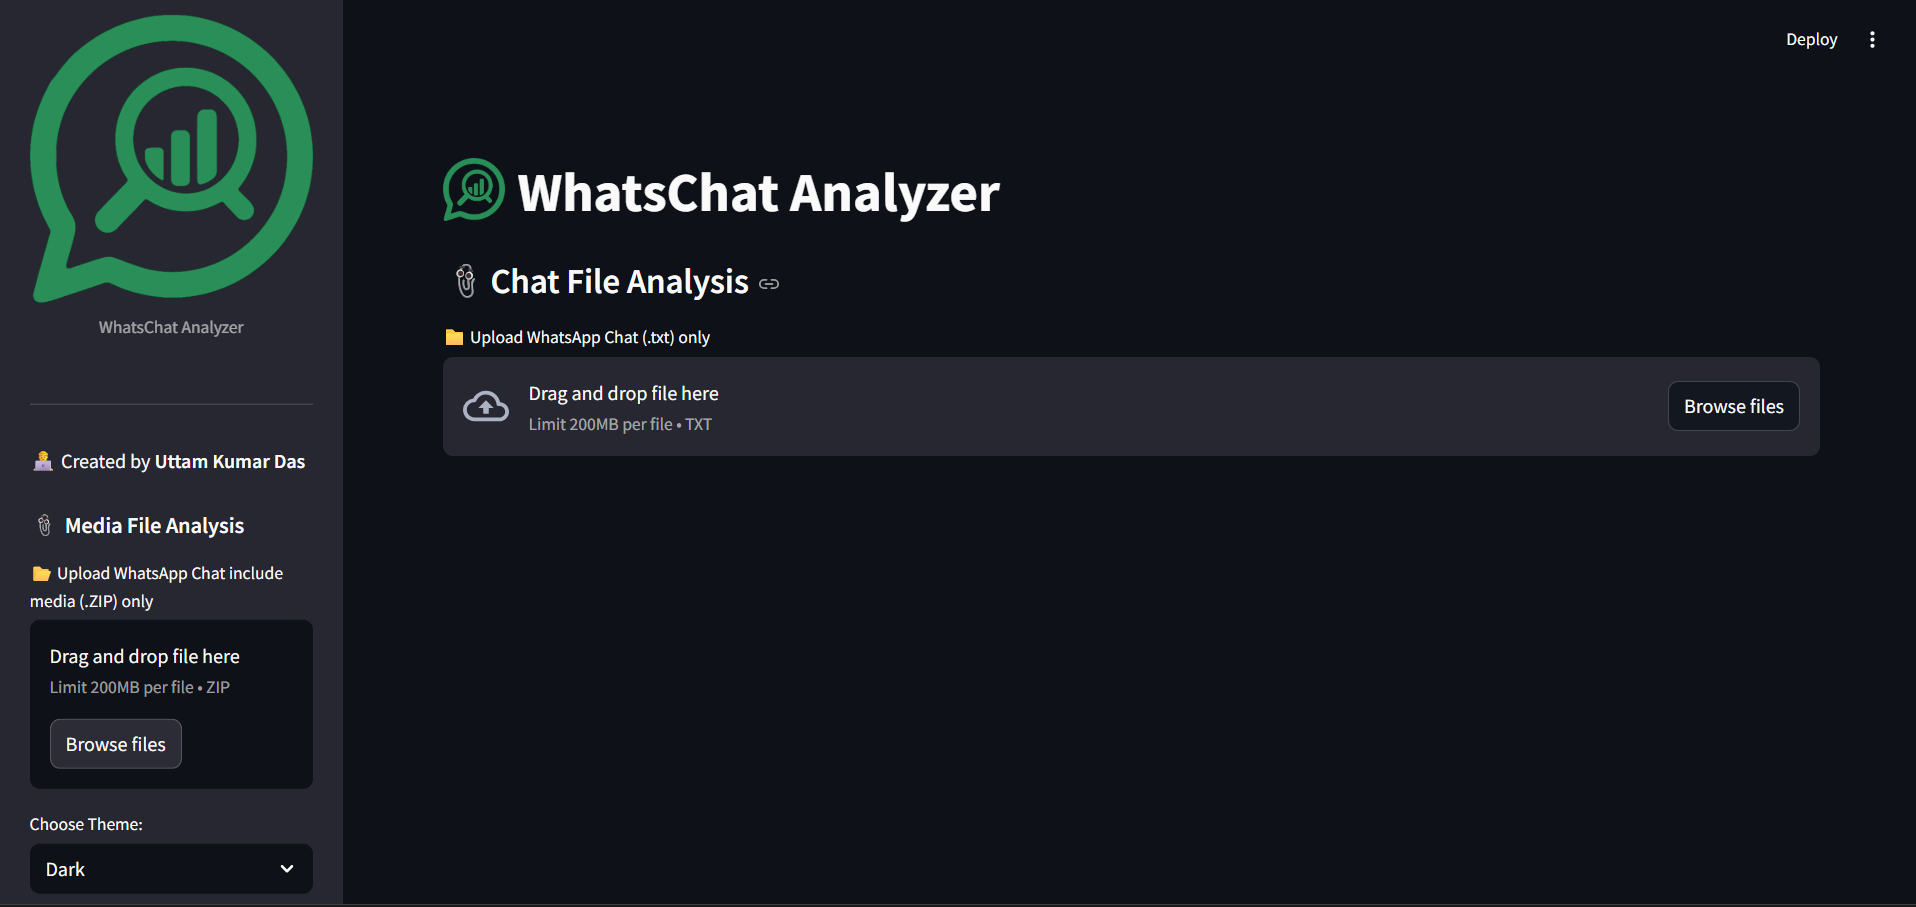 WhatsChat Analyzer
Created by Uttam Kumar Das
Media File Analysis
Upload WhatsApp Chat include
media (.ZIP) only
Drag and drop file here
Limit 200MB per file • ZIP
Browse files
Choose Theme:
Dark
Deploy
WhatsChat Analyzer
Chat File Analysis
Upload WhatsApp Chat (.txt) only
Drag and drop file here
Limit 200MB per file • TXT
Browse files